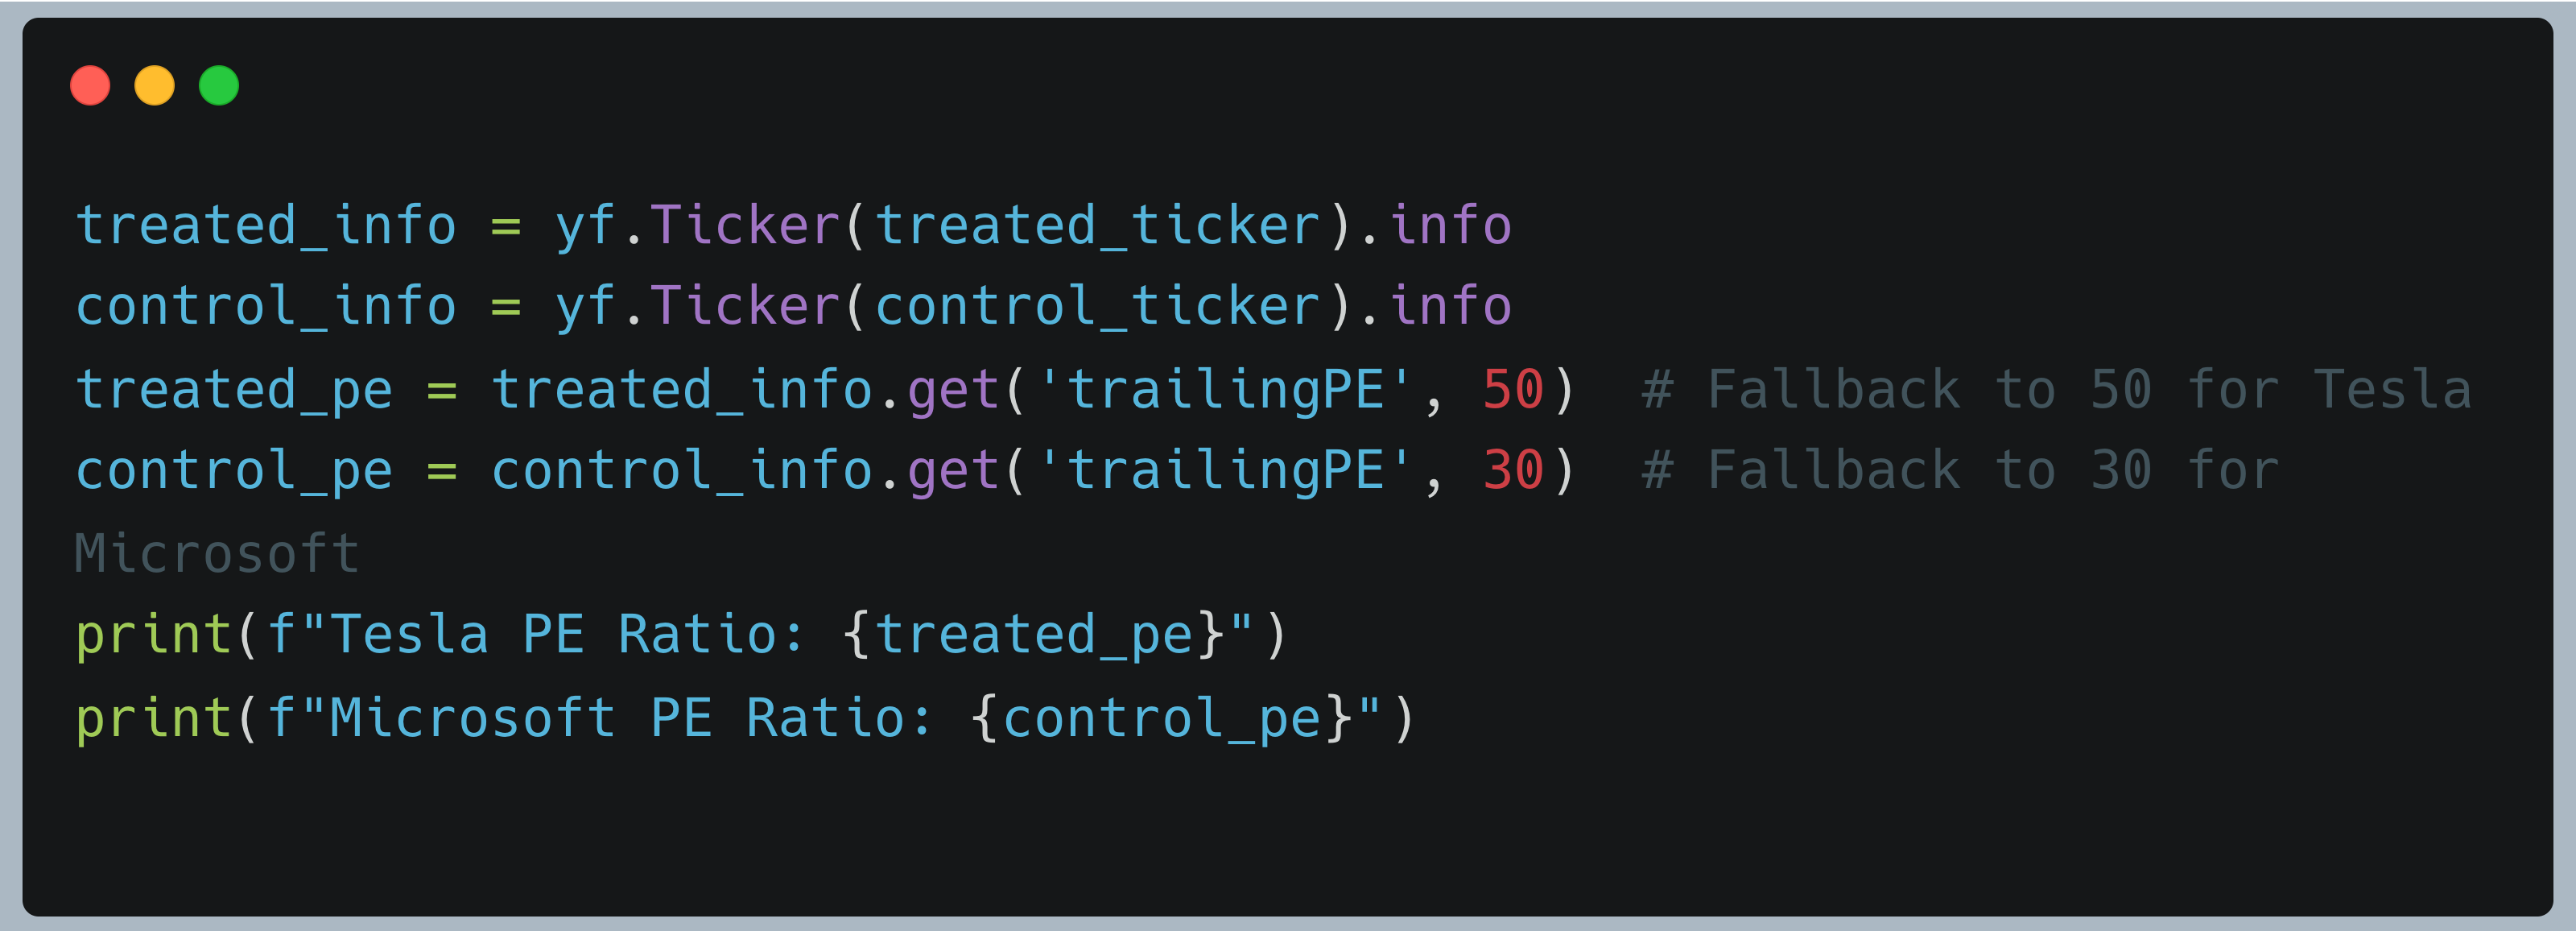 treated_info = yf.Ticker(treated_ticker).info
control_info = yf.Ticker(control_ticker).info
treated_pe = treated_info.get('trailingPE', 50)  # Fallback to 50 for Tesla
control_pe = control_info.get('trailingPE', 30)  # Fallback to 30 for
Microsoft
print(f"Tesla PE Ratio: {treated_pe}")
print(f"Microsoft PE Ratio: {control_pe}")